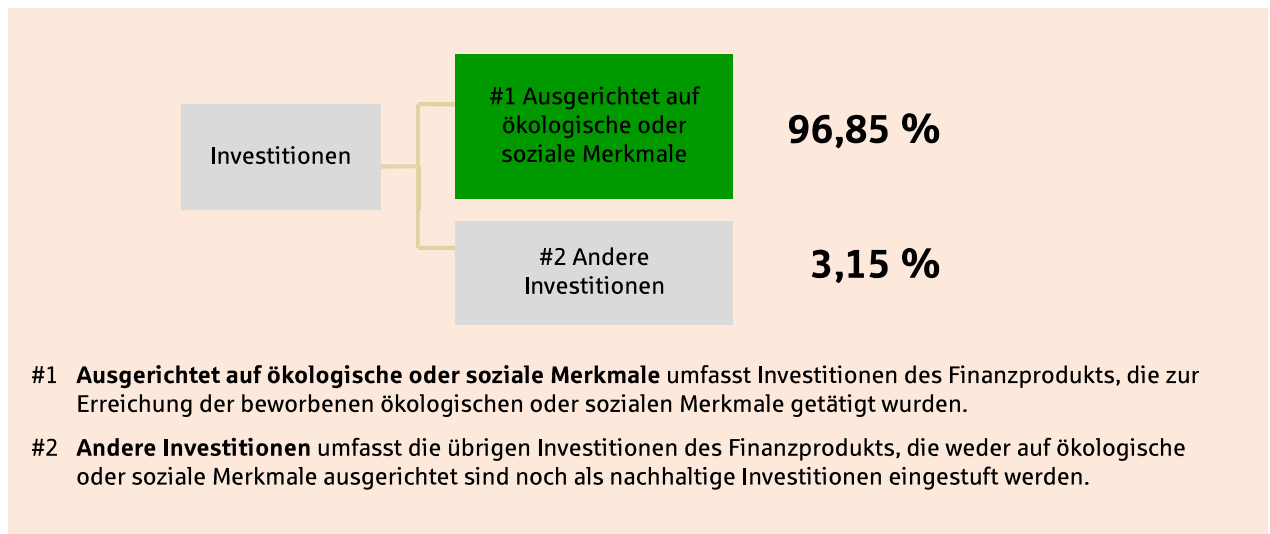 Investitionen
#1 Ausgerichtet auf
ökologische oder
soziale Merkmale
96,85 %
#2 Andere
Investitionen
3,15 %
#1 Ausgerichtet auf ökologische oder soziale Merkmale umfasst Investitionen des Finanzprodukts, die zur
Erreichung der beworbenen ökologischen oder sozialen Merkmale getätigt wurden.
#2 Andere Investitionen umfasst die übrigen Investitionen des Finanzprodukts, die weder auf ökologische
oder soziale Merkmale ausgerichtet sind noch als nachhaltige Investitionen eingestuft werden.